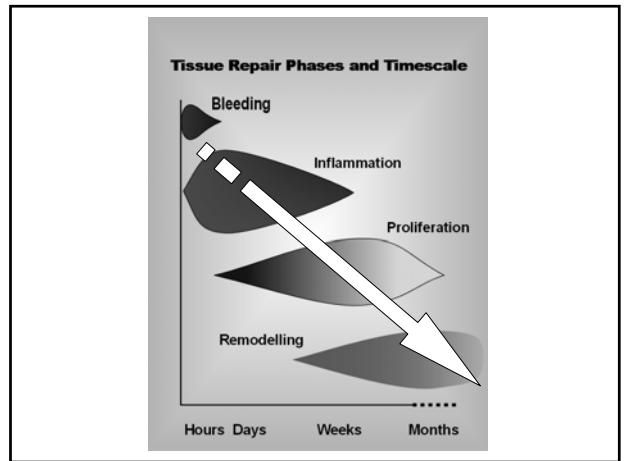 Tissue Repair Phases and Timescale
Bleeding
Inflammation
Proliferation
Remodelling
Hours Days Weeks Months